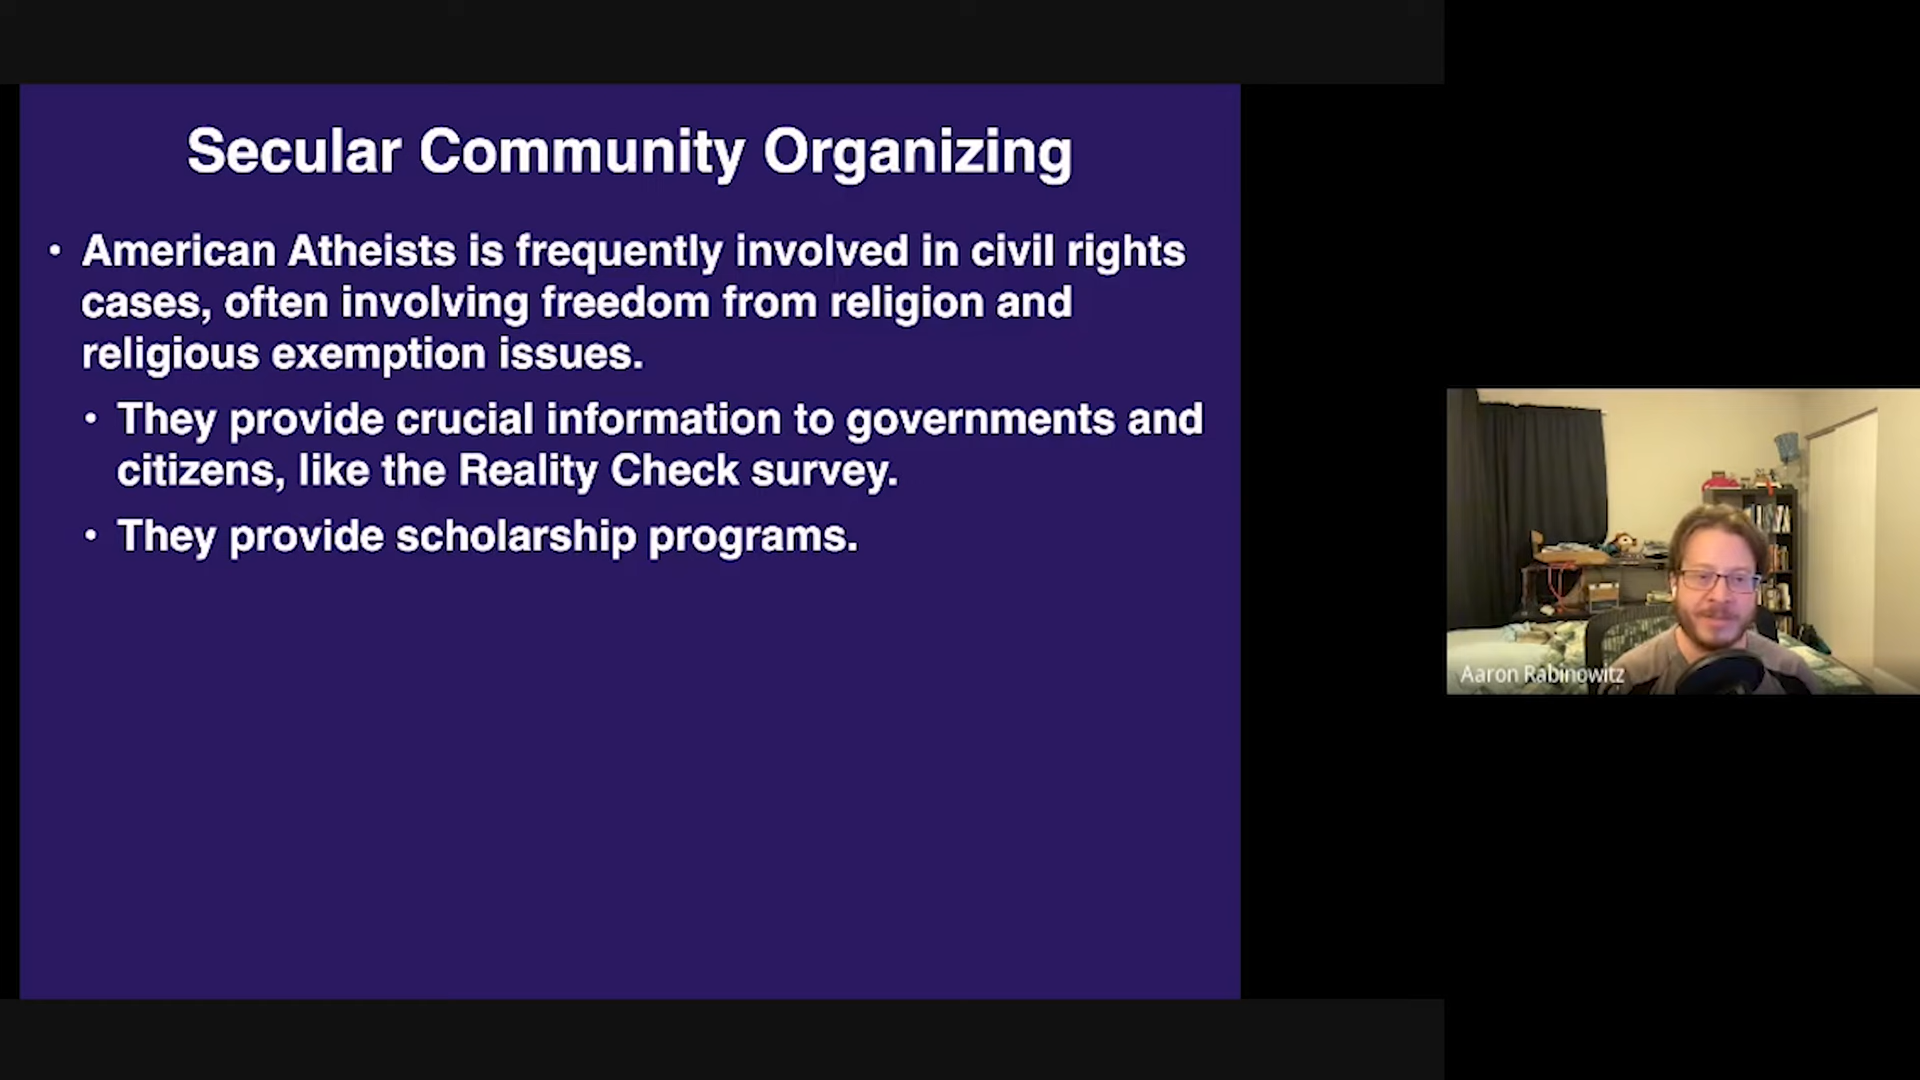 Secular Community Organizing
• American Atheists is frequently involved in civil rights
cases, often involving freedom from religion and
religious exemption issues.
• They provide crucial information to governments and
citizens, like the Reality Check survey.
• They provide scholarship programs.
Aaron Rabinowitz